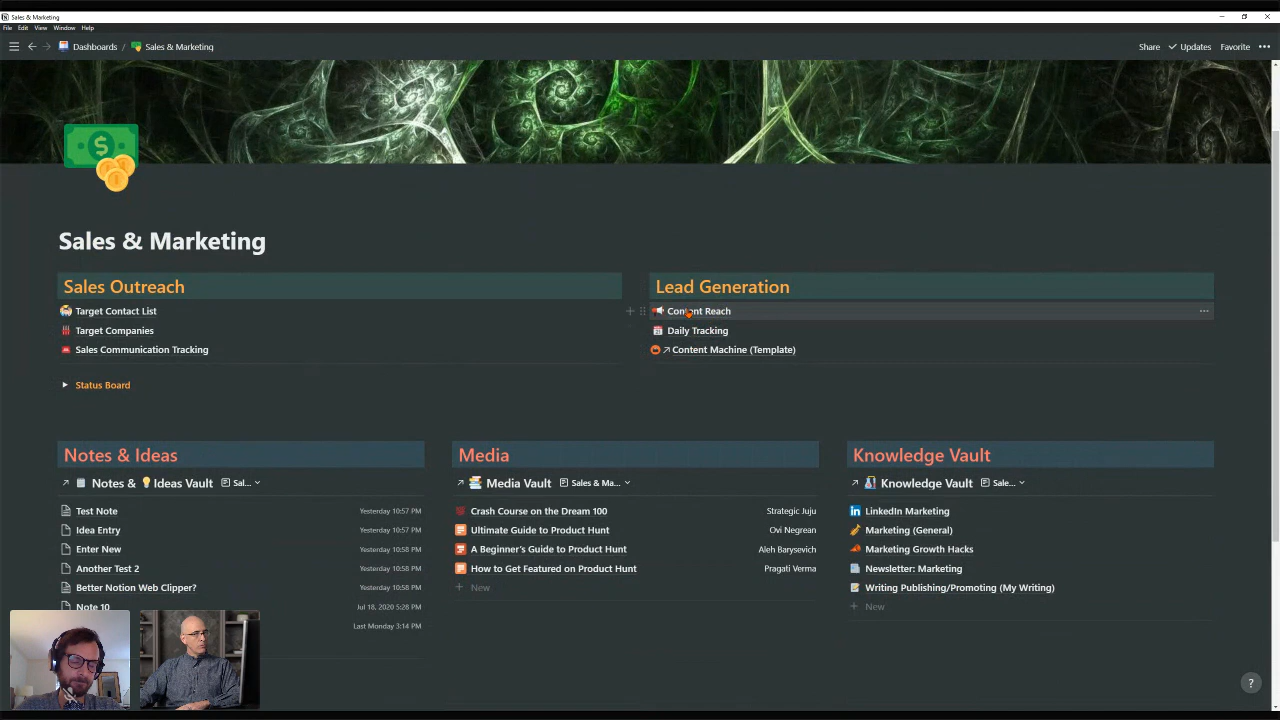 Sales & Marketing
File Edit View Window Help
Dashboards / Sales & Marketing
Share Updates Favorite
$
Sales & Marketing
Sales Outreach
Target Contact List
Target Companies
Sales Communication Tracking
Status Board
Lead Generation
Content Reach
Daily Tracking
Content Machine (Template)
Notes & Ideas
Notes & Ideas Vault Sal...
Test Note Yesterday 10:57 PM
Idea Entry Yesterday 10:57 PM
Enter New Yesterday 10:58 PM
Another Test 2 Yesterday 10:58 PM
Better Notion Web Clipper? Yesterday 10:58 PM
Note 10 Jul 18, 2020 5:28 PM
Last Monday 3:14 PM
Media
Media Vault Sales & Ma...
Crash Course on the Dream 100 Strategic Juju
Ultimate Guide to Product Hunt Ovi Negrean
A Beginner's Guide to Product Hunt Aleh Barysevich
How to Get Featured on Product Hunt Pragati Verma
New
Knowledge Vault
Knowledge Vault Sale...
LinkedIn Marketing
Marketing (General)
Marketing Growth Hacks
Newsletter: Marketing
Writing Publishing/Promoting (My Writing)
New
?